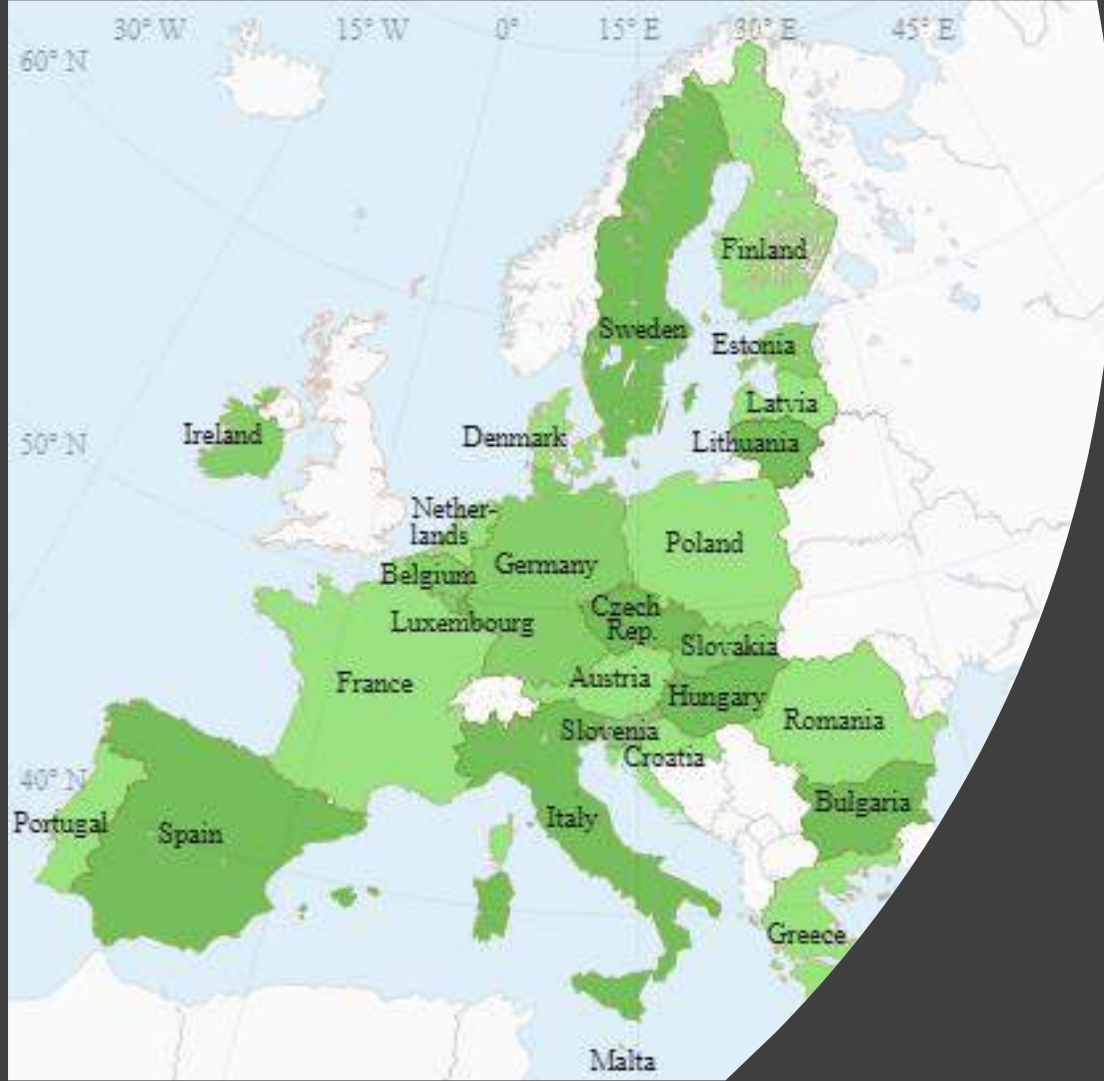 30° W
15° W
0°
15° E
30° E
45° E
60° N
Finland
Sweden
Estonia
Latvia
Ireland
Denmark
Lithuania
50° N
Nether-
lands
Poland
Germany
Belgium
Czech
Rep.
Luxembourg
Slovakia
France
Austria
Hungary
Romania
Slovenia
Croatia
40° N
Bulgaria
Portugal
Spain
Italy
Greece
Malta